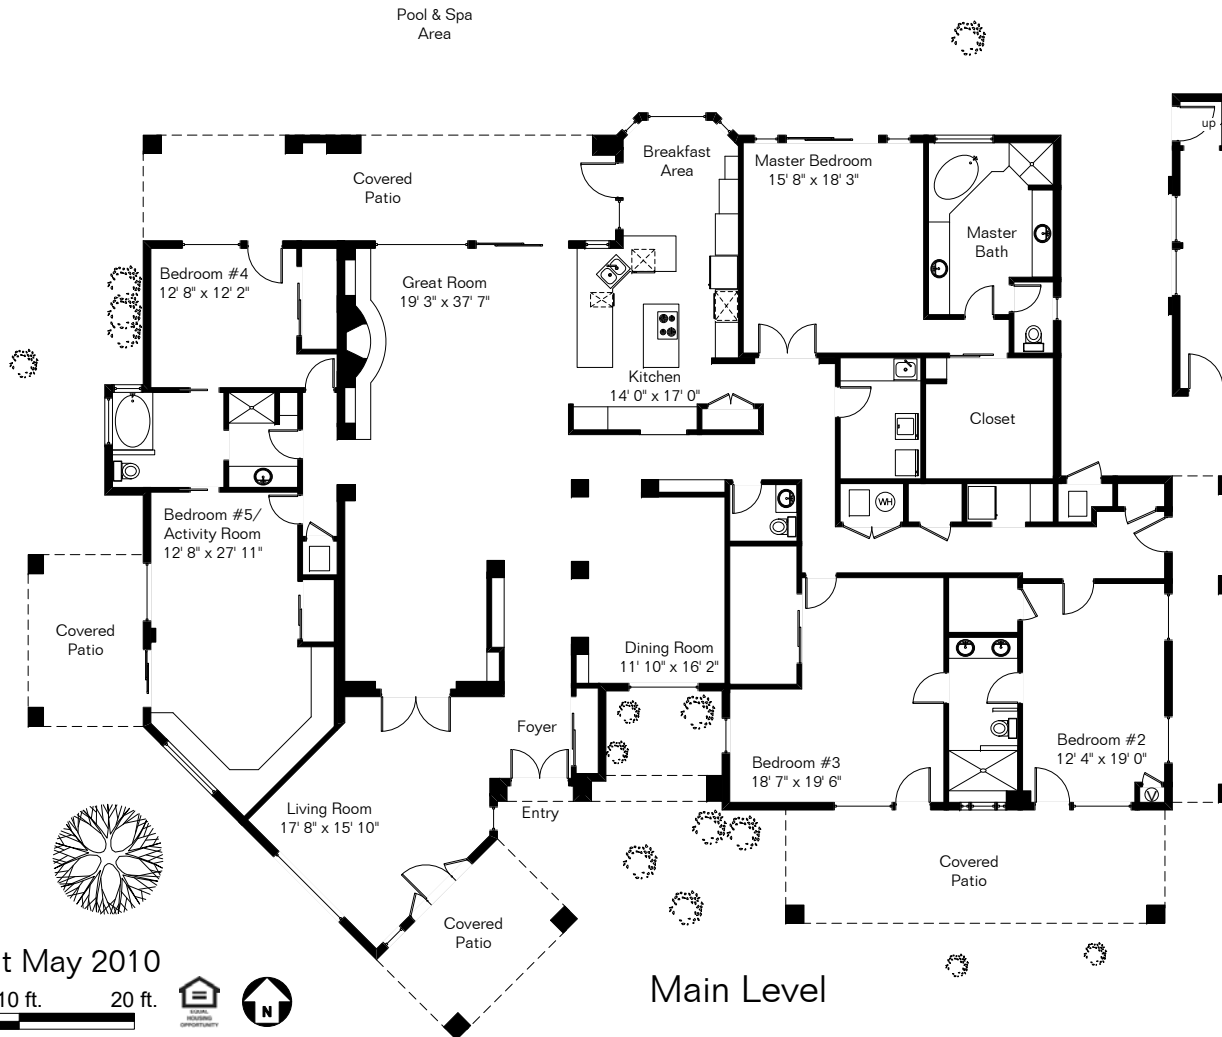 Pool & Spa
Area
up
Breakfast
Area
Master Bedroom
15' 8" x 18' 3"
Covered
Patio
Master
Bath
Bedroom #4
12' 8" x 12' 2"
Great Room
19' 3" x 37' 7"
Kitchen
14' 0" x 17' 0"
Closet
WH
Bedroom #5/
Activity Room
12' 8" x 27' 11"
Covered
Patio
Dining Room
11' 10" x 16' 2"
Foyer
Bedroom #3
18' 7" x 19' 6"
Bedroom #2
12' 4" x 19' 0"
V
Living Room
17' 8" x 15' 10"
Entry
Covered
Patio
Covered
Patio
t May 2010
10 ft. 20 ft.
EQUAL
HOUSING
OPPORTUNITY
N
Main Level